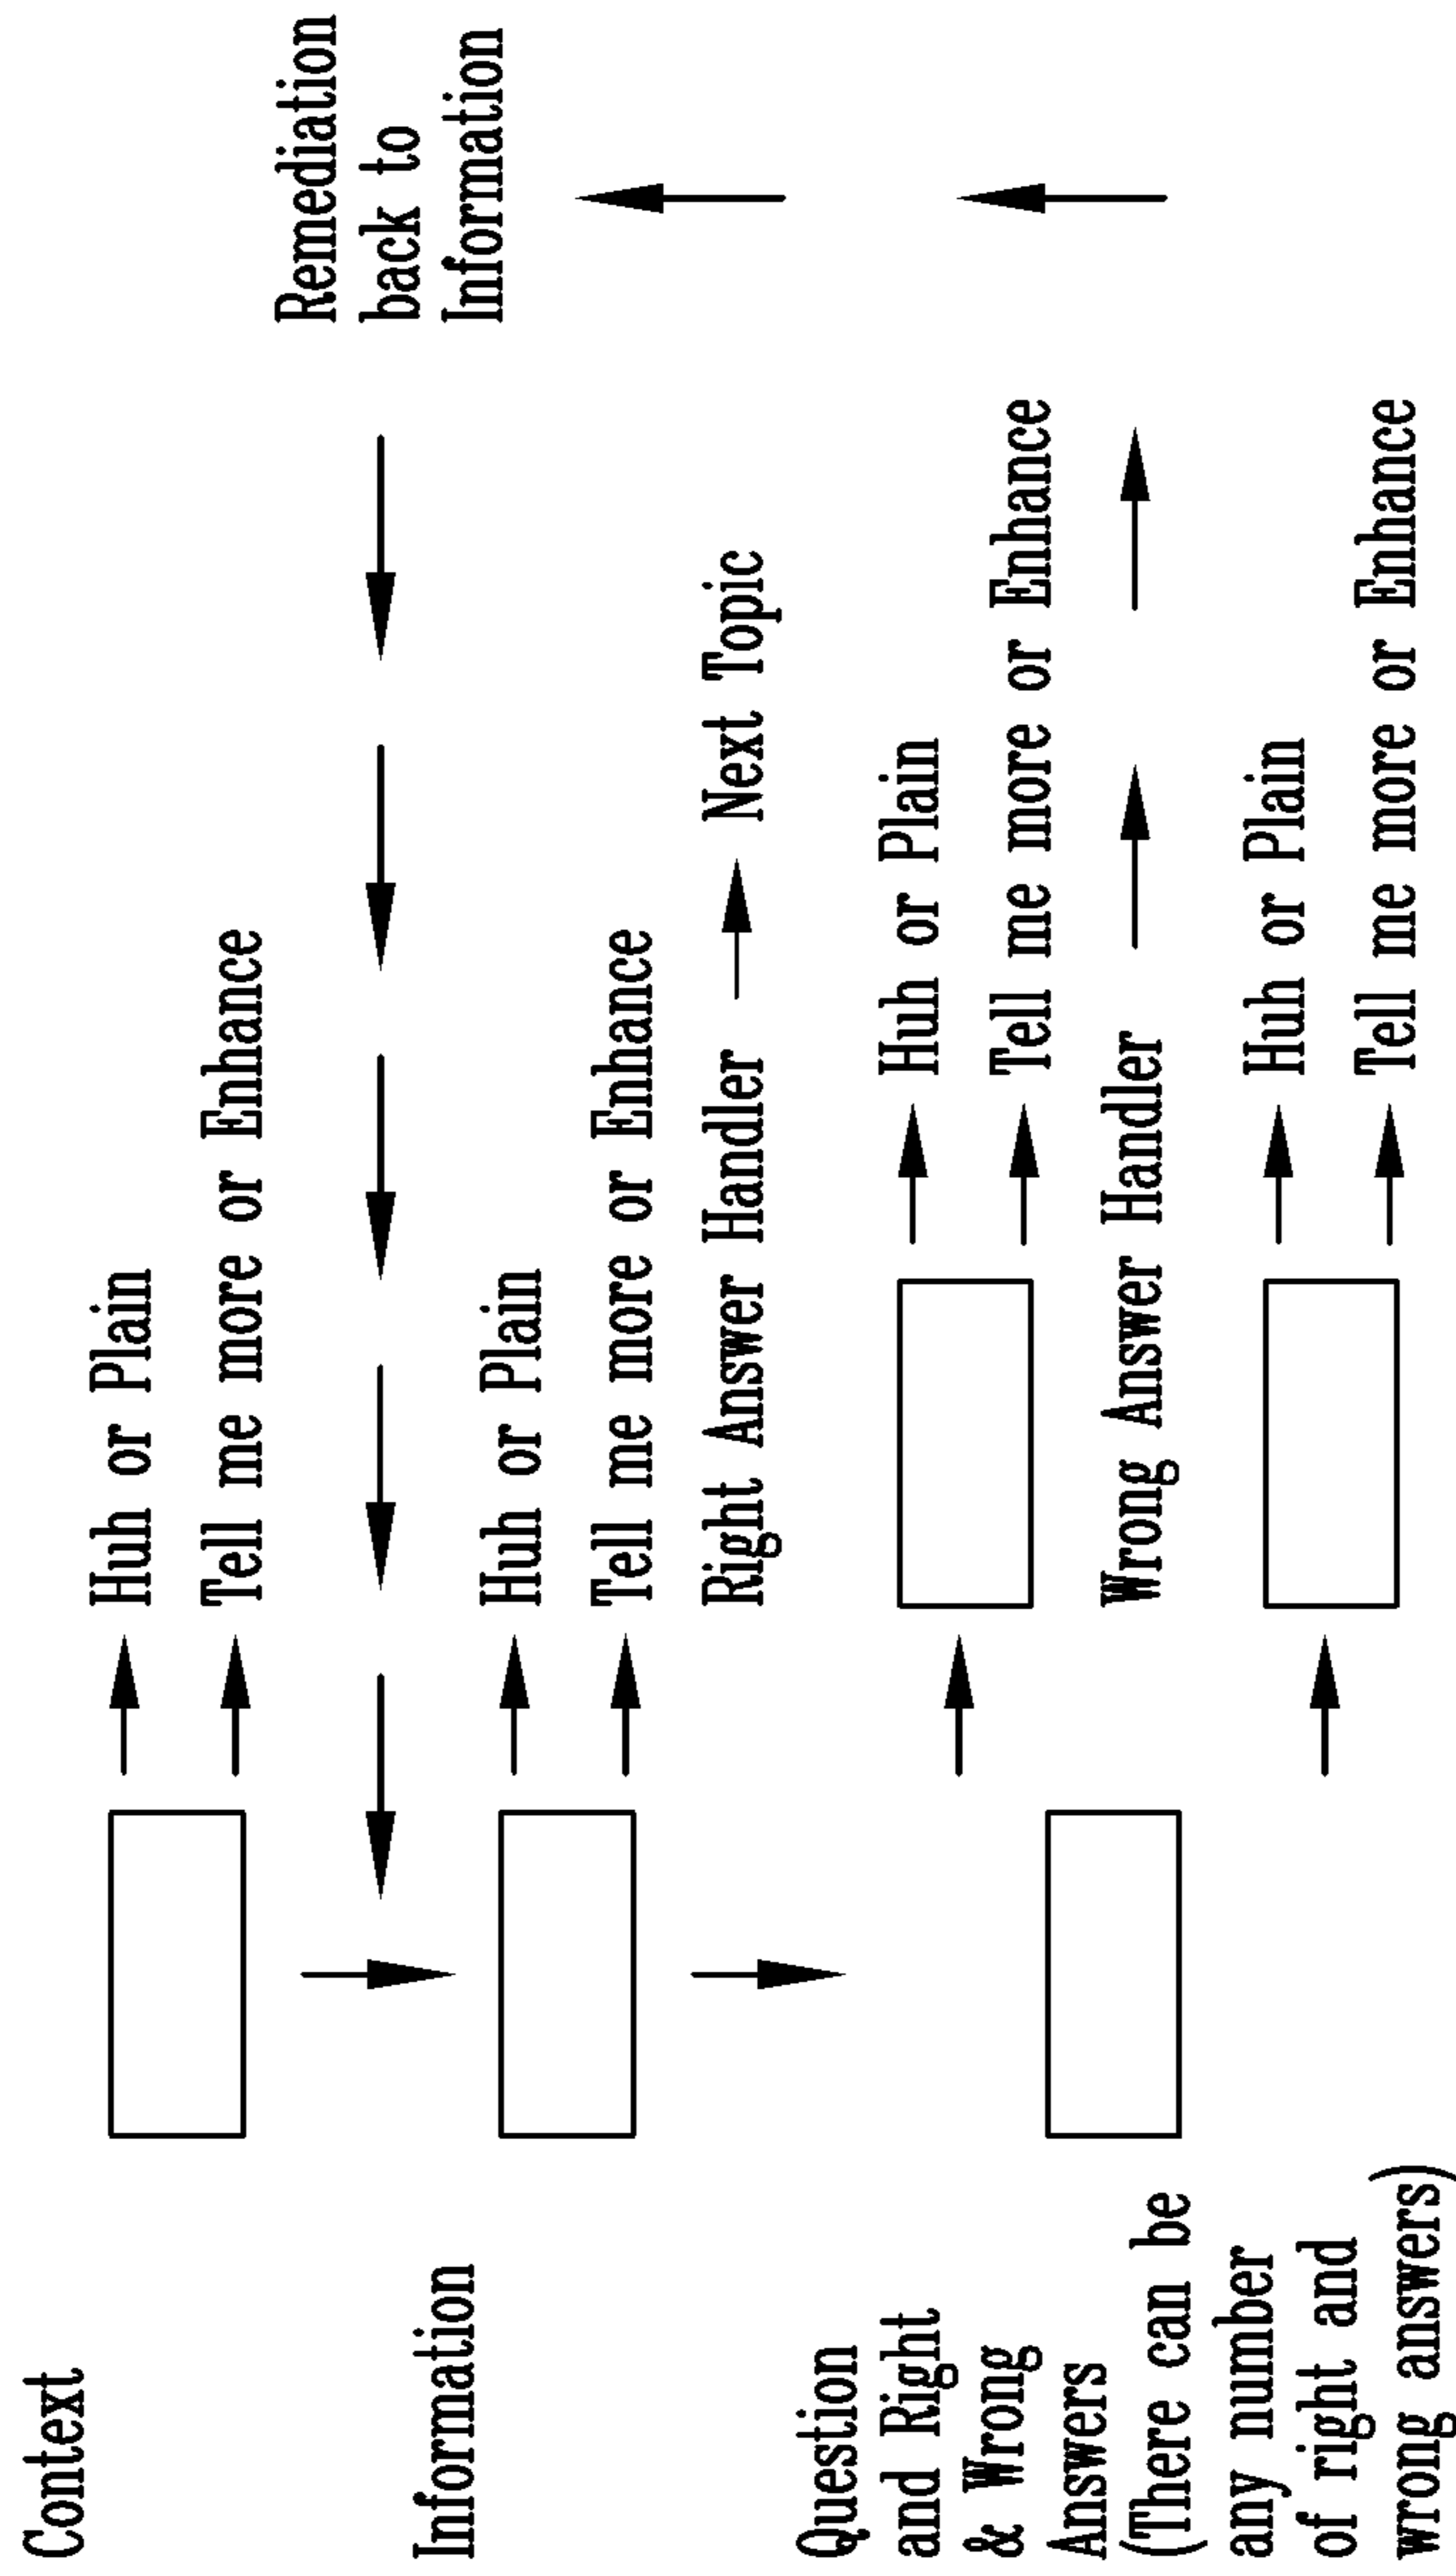 Context
Huh or Plain
Tell me more or Enhance
Remediation
back to
Information
Information
Huh or Plain
Tell me more or Enhance
Right Answer Handler
Next Topic
Question
and Right
& Wrong
Answers
(There can be
any number
of right and
wrong answers)
Huh or Plain
Tell me more or Enhance
Wrong Answer Handler
Huh or Plain
Tell me more or Enhance